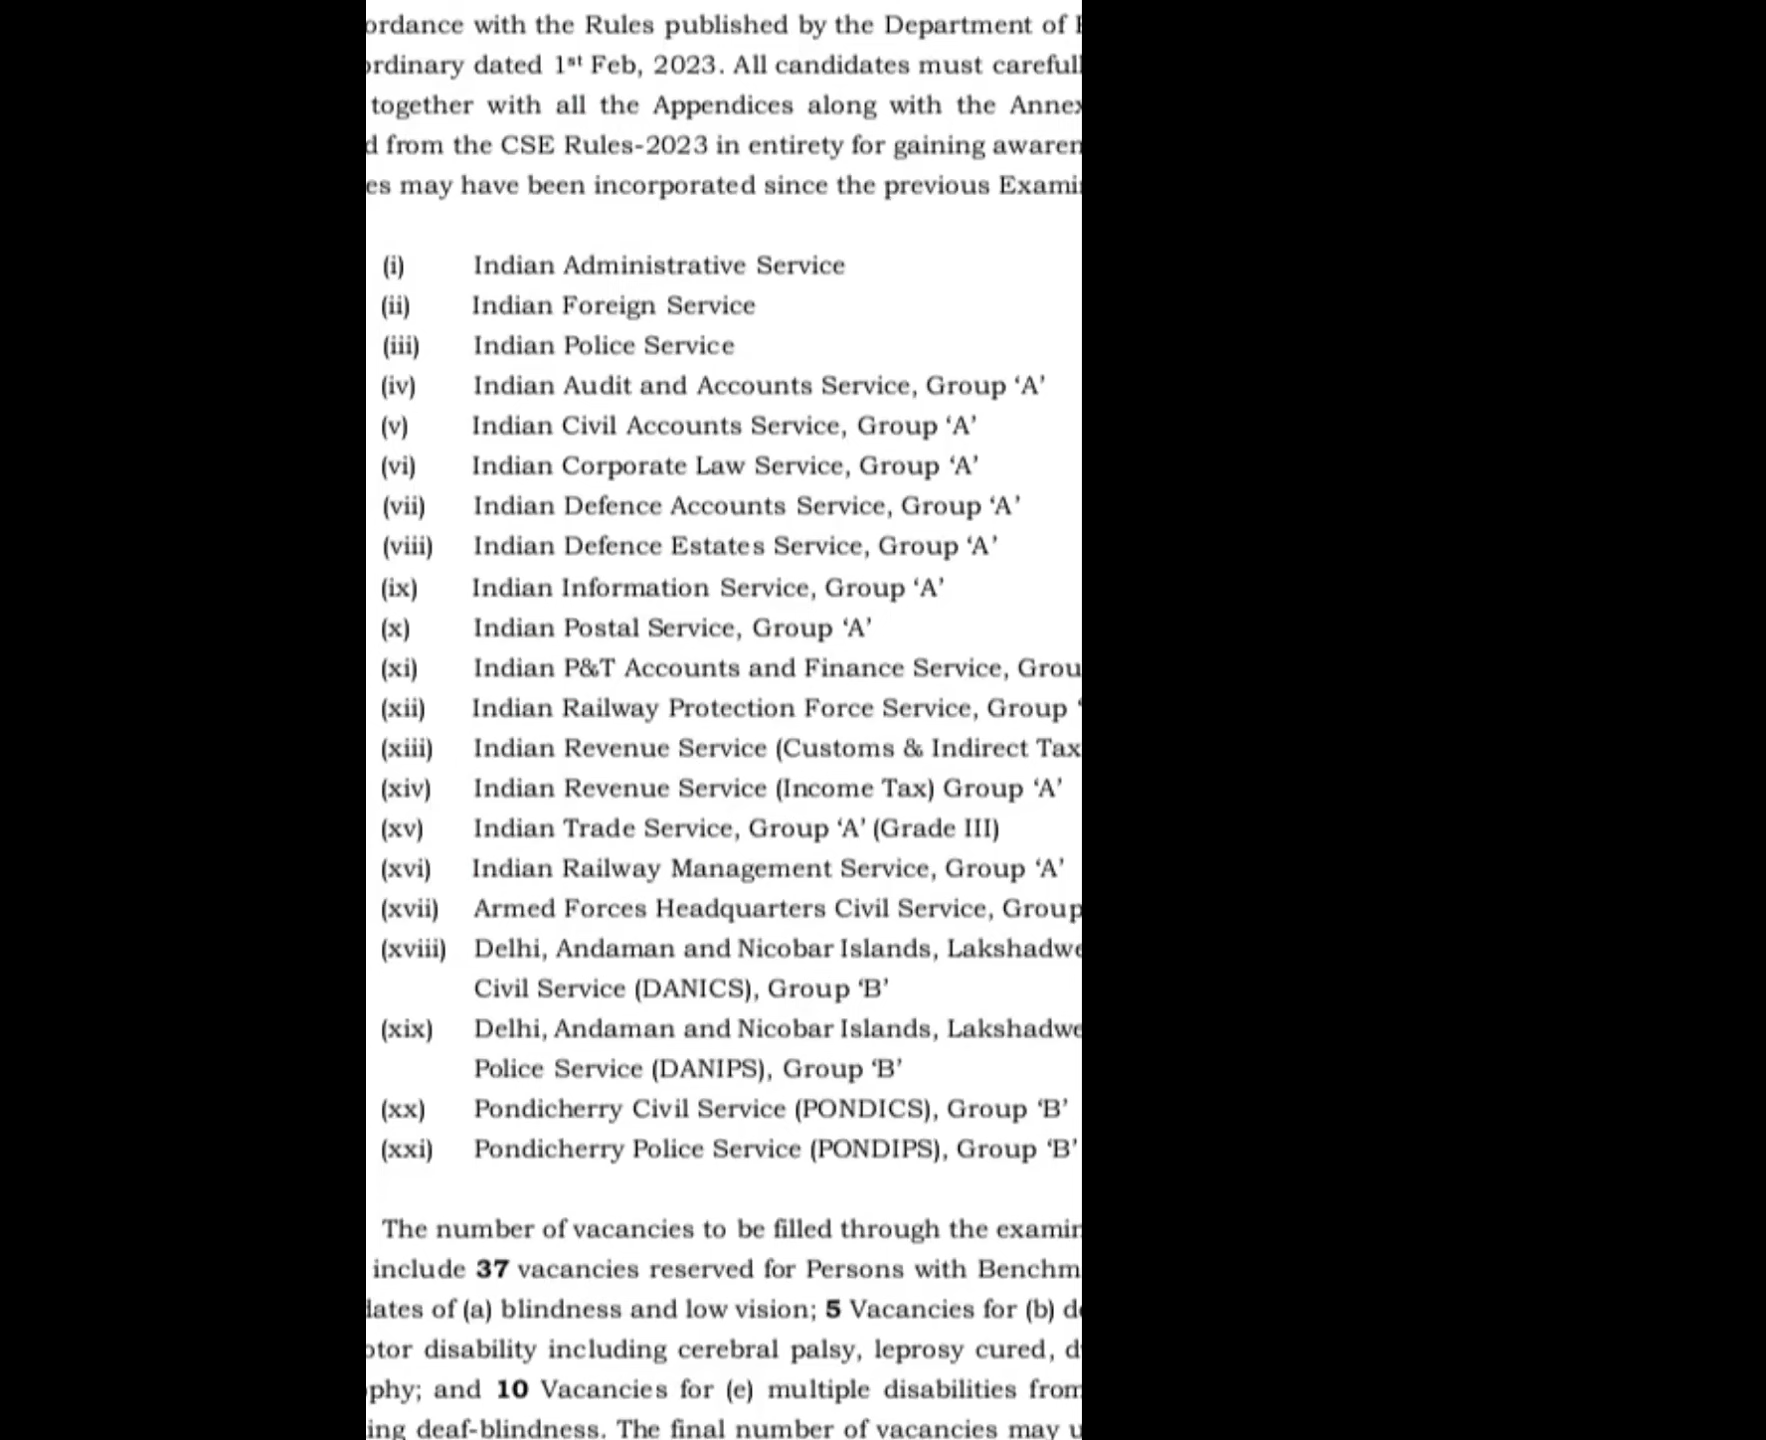 ordance with the Rules published by the Department of
ordinary dated 1st Feb, 2023. All candidates must carefull
together with all the Appendices along with the Annex
d from the CSE Rules-2023 in entirety for gaining awaren
es may have been incorporated since the previous Exami
(i) Indian Administrative Service
(ii) Indian Foreign Service
(iii) Indian Police Service
(iv) Indian Audit and Accounts Service, Group ‘A’
(v) Indian Civil Accounts Service, Group ‘A’
(vi) Indian Corporate Law Service, Group ‘A’
(vii) Indian Defence Accounts Service, Group ‘A’
(viii) Indian Defence Estates Service, Group ‘A’
(ix) Indian Information Service, Group ‘A’
(x) Indian Postal Service, Group ‘A’
(xi) Indian P&T Accounts and Finance Service, Grou
(xii) Indian Railway Protection Force Service, Group ‘
(xiii) Indian Revenue Service (Customs & Indirect Tax
(xiv) Indian Revenue Service (Income Tax) Group ‘A’
(xv) Indian Trade Service, Group ‘A’ (Grade III)
(xvi) Indian Railway Management Service, Group ‘A’
(xvii) Armed Forces Headquarters Civil Service, Group
(xviii) Delhi, Andaman and Nicobar Islands, Lakshadwe
Civil Service (DANICS), Group ‘B’
(xix) Delhi, Andaman and Nicobar Islands, Lakshadwe
Police Service (DANIPS), Group ‘B’
(xx) Pondicherry Civil Service (PONDICS), Group ‘B’
(xxi) Pondicherry Police Service (PONDIPS), Group ‘B’
The number of vacancies to be filled through the examin
include 37 vacancies reserved for Persons with Benchm
dates of (a) blindness and low vision; 5 Vacancies for (b) de
otor disability including cerebral palsy, leprosy cured, d
phy; and 10 Vacancies for (e) multiple disabilities from
ing deaf-blindness. The final number of vacancies may u